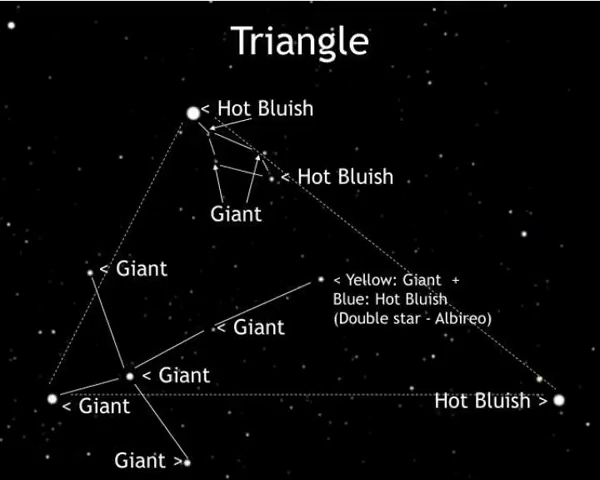 Triangle
< Hot Bluish
< Hot Bluish
Giant
< Giant
< Yellow: Giant +
Blue: Hot Bluish
(Double star - Albireo)
< Giant
< Giant
< Giant
Hot Bluish >
Giant >